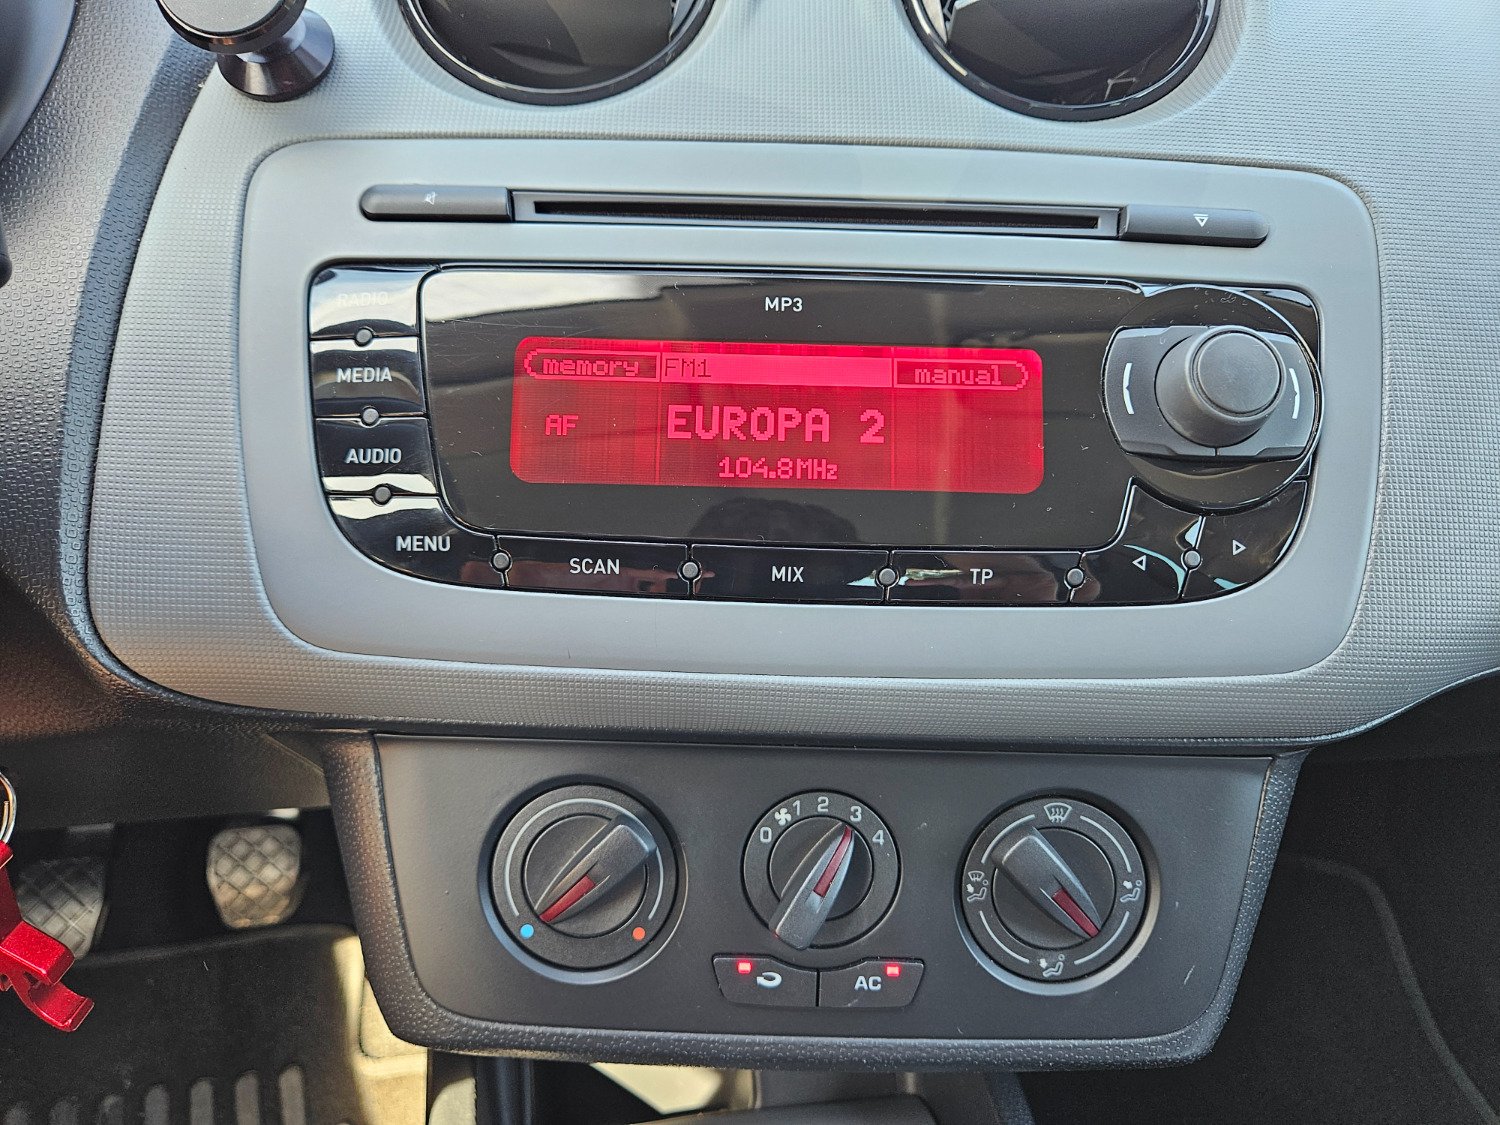 MP3
RADIO
memory FM1 manual
MEDIA
AF EUROPA 2
104.8MHz
AUDIO
MENU
SCAN MIX TP
0 1 2 3 4
AC